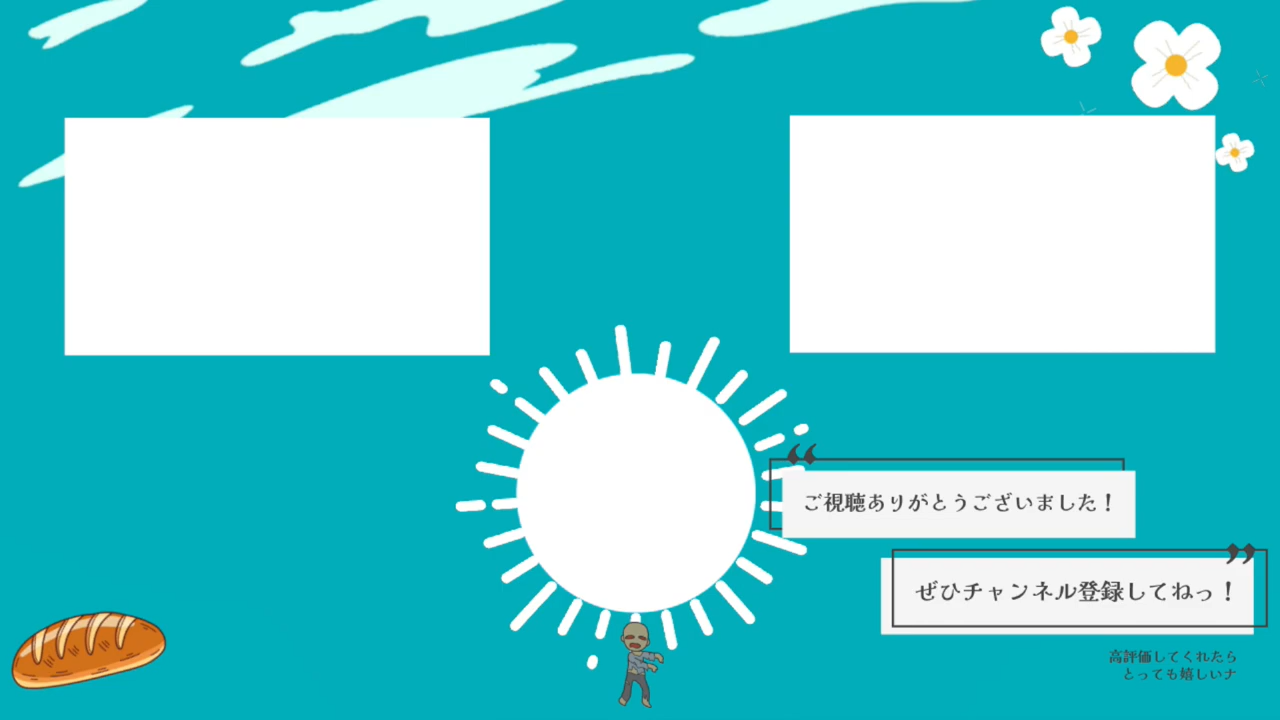 ご視聴ありがとうございました！
ぜひチャンネル登録してねっ！
高評価してくれたら
とっても嬉しいナ